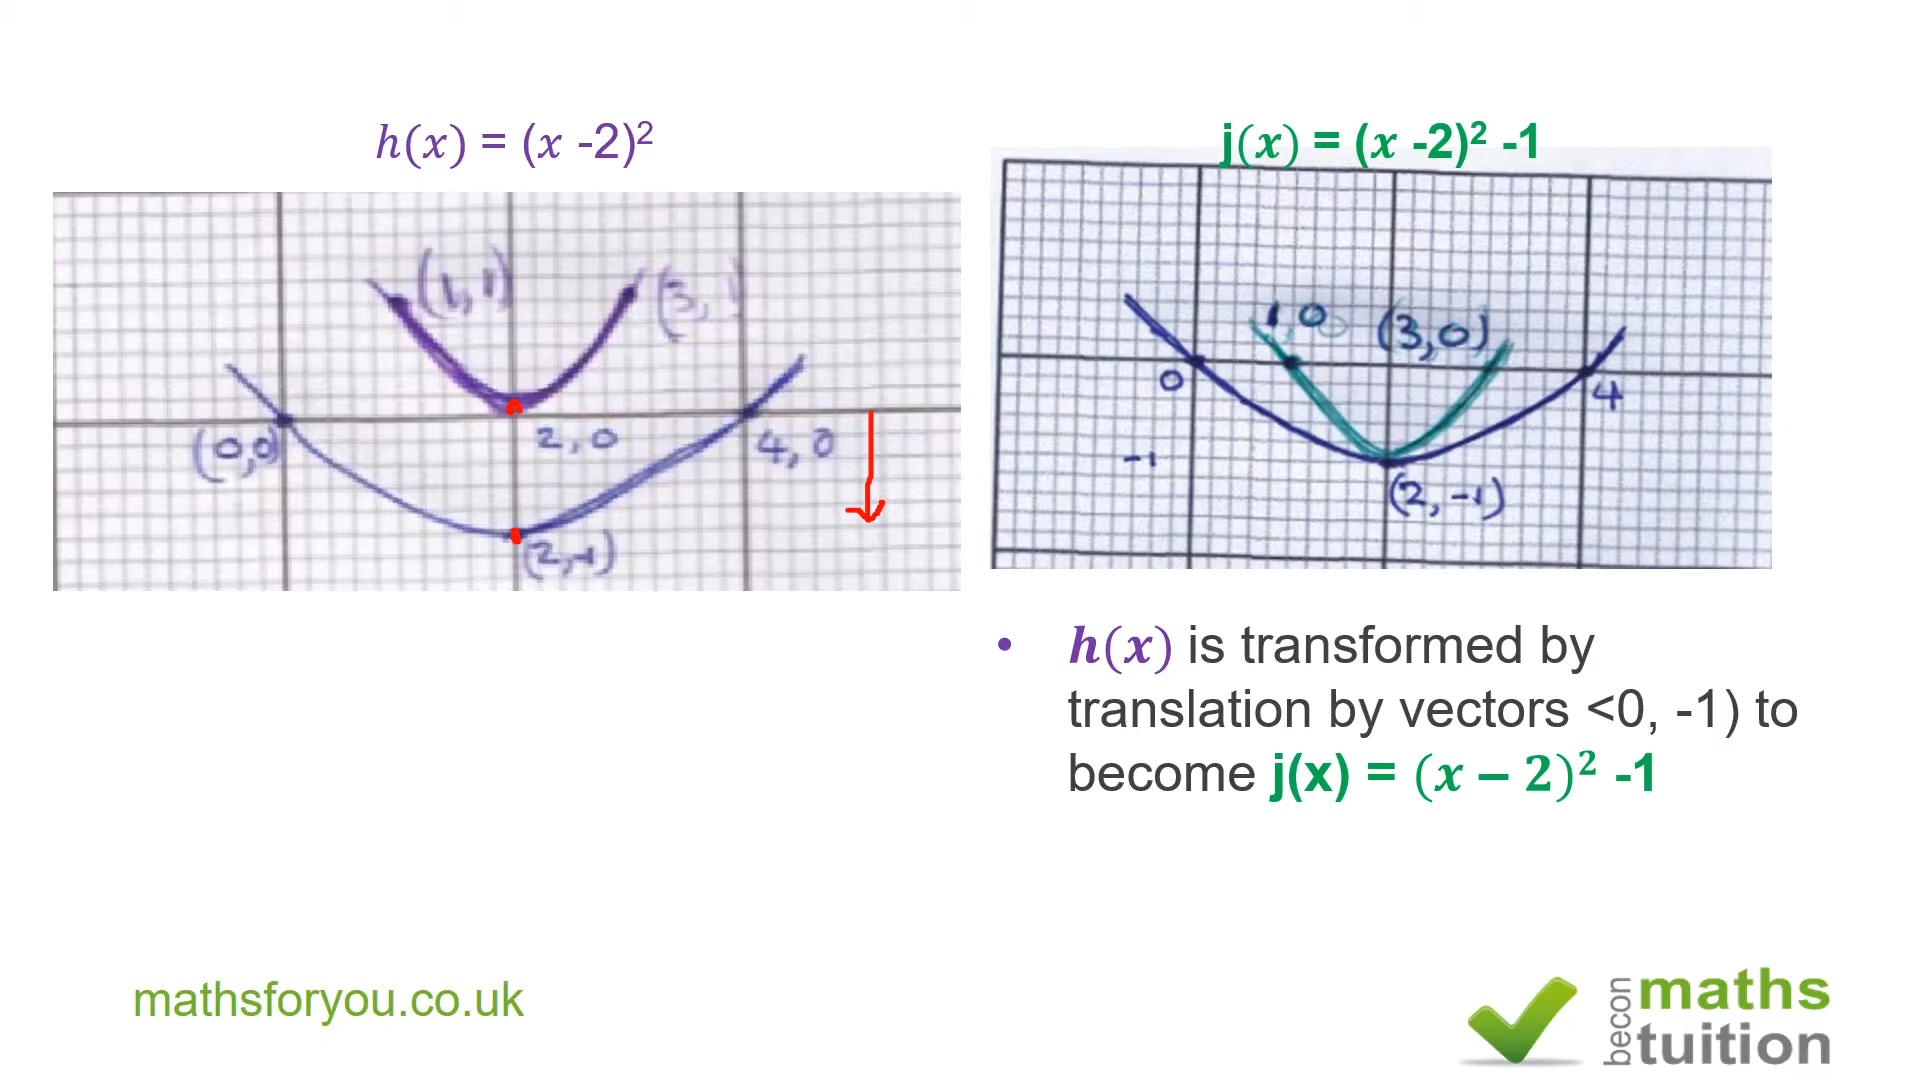 h(x) = (x -2)²
j(x) = (x -2)² -1
(1,1)
(3, 1
(0,0)
2, 0
4, 0
(2,-1)
1, 0
(3,0)
0
4
-1
(2, -1)
• h(x) is transformed by
translation by vectors <0, -1) to
become j(x) = (x – 2)² -1
mathsforyou.co.uk
becon
maths
tuition